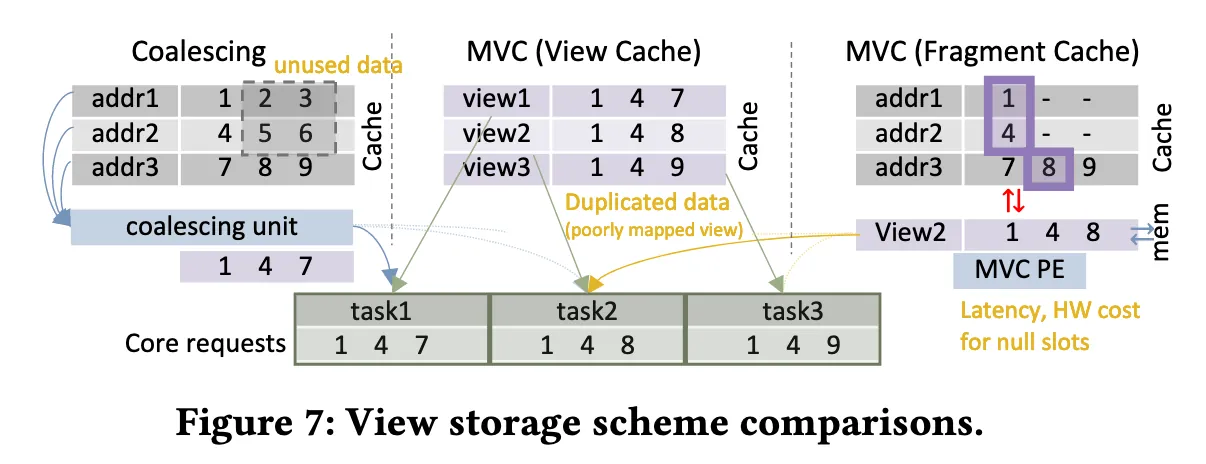 Coalescing
unused data
addr1 1 2 3
addr2 4 5 6
addr3 7 8 9
Cache
coalescing unit
1 4 7
MVC (View Cache)
view1 1 4 7
view2 1 4 8
view3 1 4 9
Cache
Duplicated data
(poorly mapped view)
MVC (Fragment Cache)
addr1 1 - -
addr2 4 - -
addr3 7 8 9
Cache
View2 1 4 8
mem
MVC PE
Latency, HW cost
for null slots
task1 task2 task3
Core requests 1 4 7 1 4 8 1 4 9
Figure 7: View storage scheme comparisons.